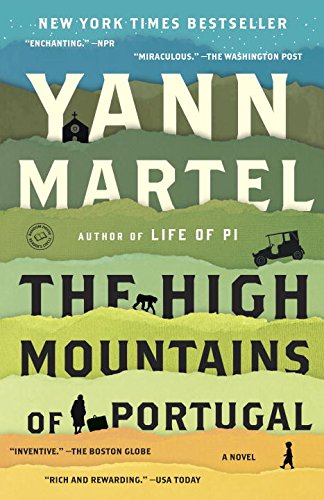 NEW YORK TIMES BESTSELLER
"ENCHANTING." —NPR
"MIRACULOUS." —THE WASHINGTON POST
YANN
MARTEL
AUTHOR OF LIFE OF PI
THE HIGH
MOUNTAINS
OF PORTUGAL
"INVENTIVE." —THE BOSTON GLOBE
A NOVEL
"RICH AND REWARDING." —USA TODAY